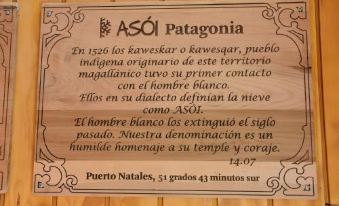 ASÓI Patagonia
En 1526 los kaweskar o kawesqar, pueblo
indígena originario de este territorio
magallánico tuvo su primer contacto
con el hombre blanco.
Ellos en su dialecto definían la nieve
como ASÓI.
El hombre blanco los extinguió el siglo
pasado. Nuestra denominación es un
humilde homenaje a su temple y coraje.
14.07
Puerto Natales, 51 grados 43 minutos sur